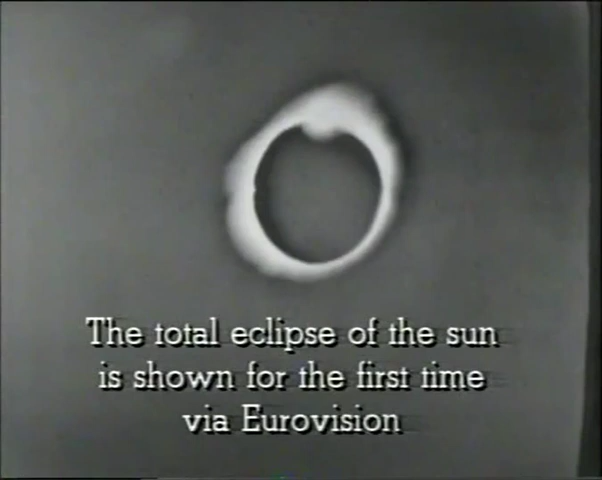 The total eclipse of the sun
is shown for the first time
via Eurovision